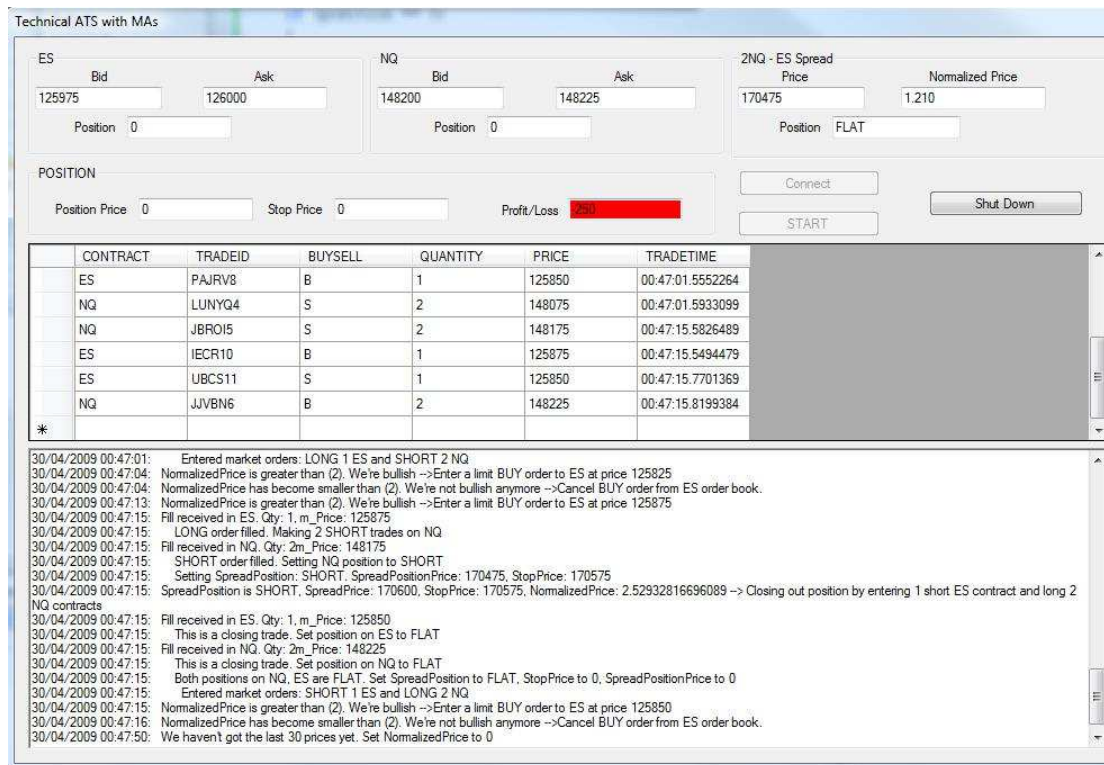 Technical ATS with MAs
ES NQ 2NQ - ES Spread
Bid Ask Bid Ask Price Normalized Price
125975 126000 148200 148225 170475 1.210
Position 0 Position 0 Position FLAT
POSITION
Connect
Position Price 0 Stop Price 0 Profit/Loss -250 Shut Down
START
CONTRACT TRADEID BUYSELL QUANTITY PRICE TRADETIME
ES PAJRV8 B 1 125850 00:47:01.5552264
NQ LUNYQ4 S 2 148075 00:47:01.5933099
NQ JBROI5 S 2 148175 00:47:15.5826489
ES IECR10 B 1 125875 00:47:15.5494479
ES UBCS11 S 1 125850 00:47:15.7701369
NQ JJVBN6 B 2 148225 00:47:15.8199384
30/04/2009 00:47:01: Entered market orders: LONG 1 ES and SHORT 2 NQ
30/04/2009 00:47:04: NormalizedPrice is greater than (2). We're bullish -->Enter a limit BUY order to ES at price 125825
30/04/2009 00:47:04: NormalizedPrice has become smaller than (2). We're not bullish anymore -->Cancel BUY order from ES order book.
30/04/2009 00:47:13: NormalizedPrice is greater than (2). We're bullish -->Enter a limit BUY order to ES at price 125875
30/04/2009 00:47:15: Fill received in ES. Qty: 1, m_Price: 125875
30/04/2009 00:47:15: LONG order filled. Making 2 SHORT trades on NQ
30/04/2009 00:47:15: Fill received in NQ. Qty: 2m_Price: 148175
30/04/2009 00:47:15: SHORT order filled. Setting NQ position to SHORT
30/04/2009 00:47:15: Setting SpreadPosition: SHORT. SpreadPositionPrice: 170475, StopPrice: 170575
30/04/2009 00:47:15: SpreadPosition is SHORT, SpreadPrice: 170600, StopPrice: 170575, NormalizedPrice: 2.52932816696089 --> Closing out position by entering 1 short ES contract and long 2
NQ contracts
30/04/2009 00:47:15: Fill received in ES. Qty: 1, m_Price: 125850
30/04/2009 00:47:15: This is a closing trade. Set position on ES to FLAT
30/04/2009 00:47:15: Fill received in NQ. Qty: 2m_Price: 148225
30/04/2009 00:47:15: This is a closing trade. Set position on NQ to FLAT
30/04/2009 00:47:15: Both positions on NQ, ES are FLAT. Set SpreadPosition to FLAT, StopPrice to 0, SpreadPositionPrice to 0
30/04/2009 00:47:15: Entered market orders: SHORT 1 ES and LONG 2 NQ
30/04/2009 00:47:15: NormalizedPrice is greater than (2). We're bullish -->Enter a limit BUY order to ES at price 125850
30/04/2009 00:47:16: NormalizedPrice has become smaller than (2). We're not bullish anymore -->Cancel BUY order from ES order book.
30/04/2009 00:47:50: We haven't got the last 30 prices yet. Set NormalizedPrice to 0